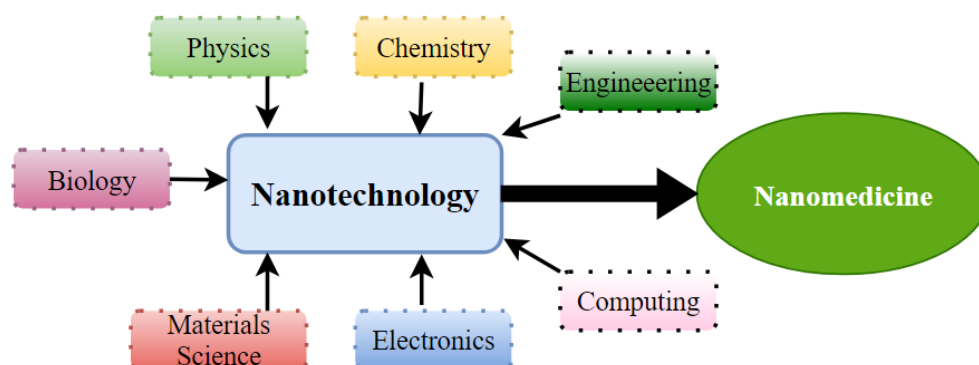 Physics
Chemistry
Engineeering
Biology
Nanotechnology
Nanomedicine
Computing
Materials
Science
Electronics